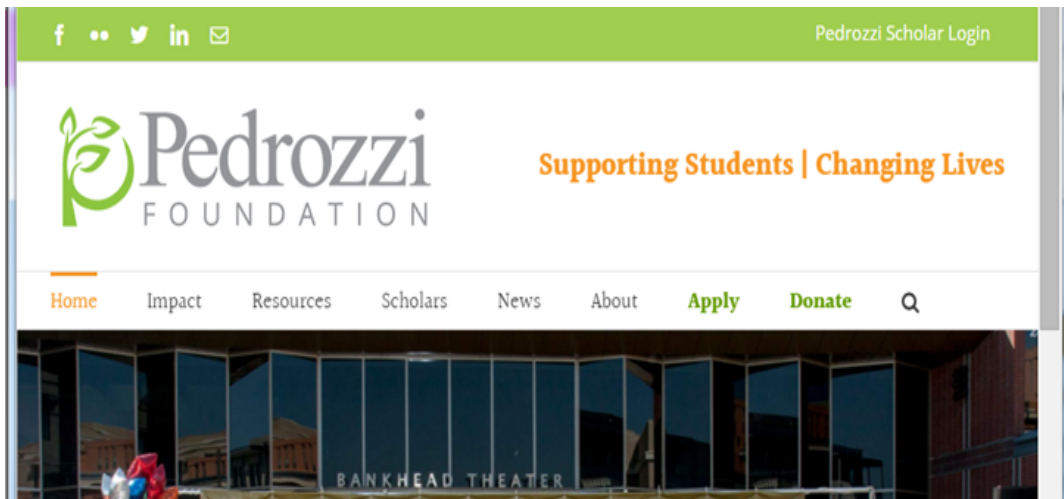 Pedrozzi Scholar Login
Pedrozzi
FOUNDATION
Supporting Students | Changing Lives
Home Impact Resources Scholars News About Apply Donate
BANKHEAD THEATER